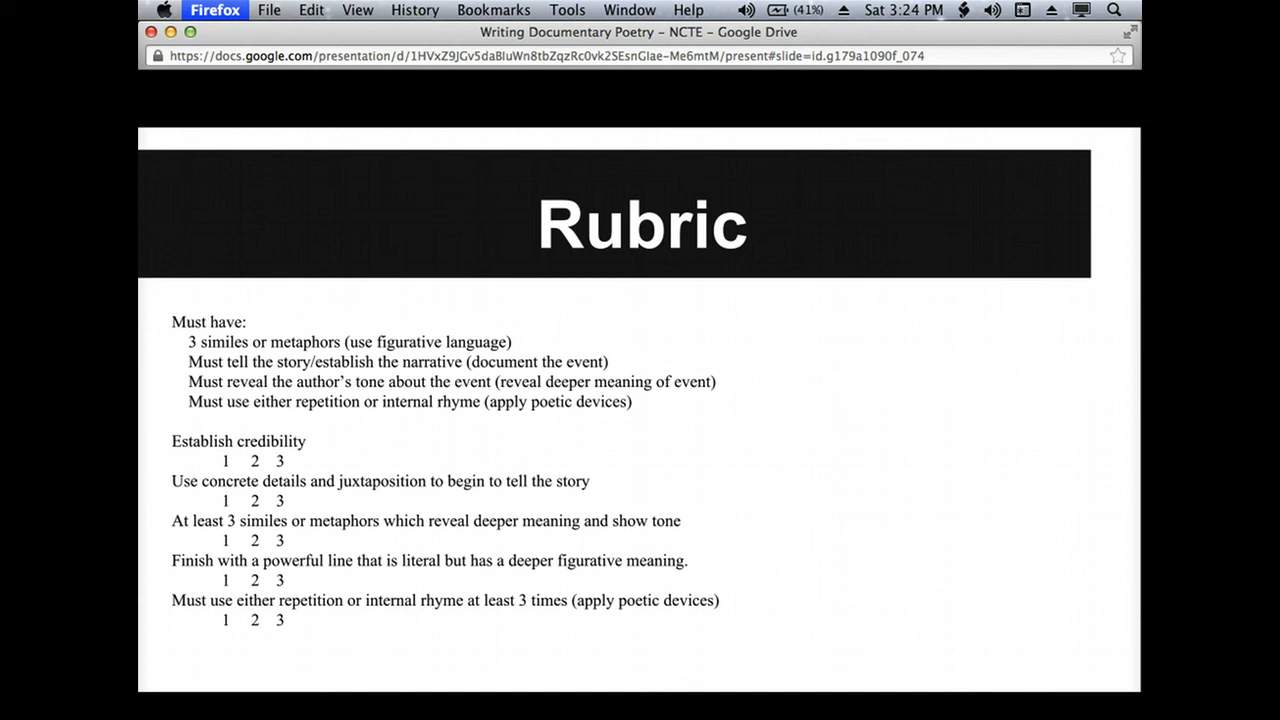 Firefox File Edit View History Bookmarks Tools Window Help (41%) Sat 3:24 PM
Writing Documentary Poetry – NCTE – Google Drive
https://docs.google.com/presentation/d/1HVxZ9JGv5daBluWn8tbZqzRc0vk2SEsnGIae-Me6mtM/present#slide=id.g179a1090f_074
Rubric
Must have:
3 similes or metaphors (use figurative language)
Must tell the story/establish the narrative (document the event)
Must reveal the author's tone about the event (reveal deeper meaning of event)
Must use either repetition or internal rhyme (apply poetic devices)
Establish credibility
1 2 3
Use concrete details and juxtaposition to begin to tell the story
1 2 3
At least 3 similes or metaphors which reveal deeper meaning and show tone
1 2 3
Finish with a powerful line that is literal but has a deeper figurative meaning.
1 2 3
Must use either repetition or internal rhyme at least 3 times (apply poetic devices)
1 2 3